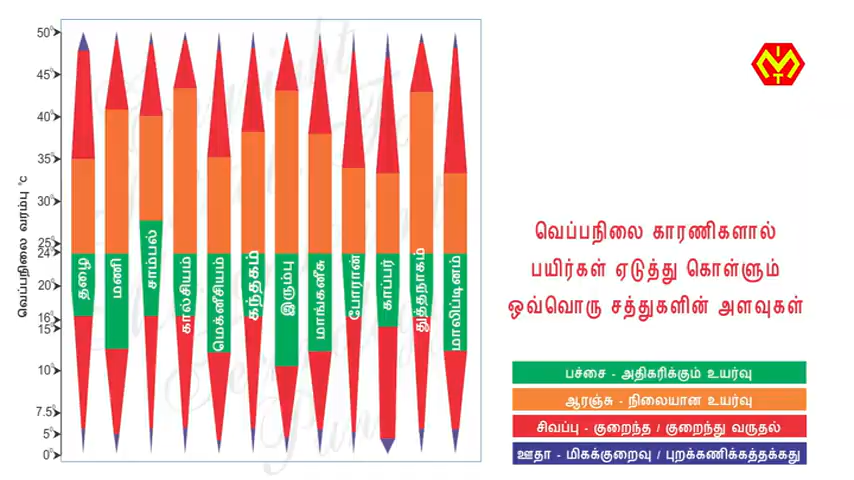 50°
45°
40°
35°
30°
25°
24°
20°
16°
15°
10°
7.5°
5°
0°
வெப்பநிலை வரம்பு °c
தழை
மணி
சாம்பல்
கால்சியம்
மெக்னீசியம்
கந்தகம்
இரும்பு
மாங்கனீசு
போரான்
காப்பர்
துத்தநாகம்
மாலிப்டினம்
வெப்பநிலை காரணிகளால்
பயிர்கள் ஏடுத்து கொள்ளும்
ஒவ்வொரு சத்துகளின் அளவுகள்
பச்சை - அதிகரிக்கும் உயர்வு
ஆரஞ்சு - நிலையான உயர்வு
சிவப்பு - குறைந்த / குறைந்து வருதல்
ஊதா - மிகக்குறைவு / புறக்கணிக்கத்தக்கது